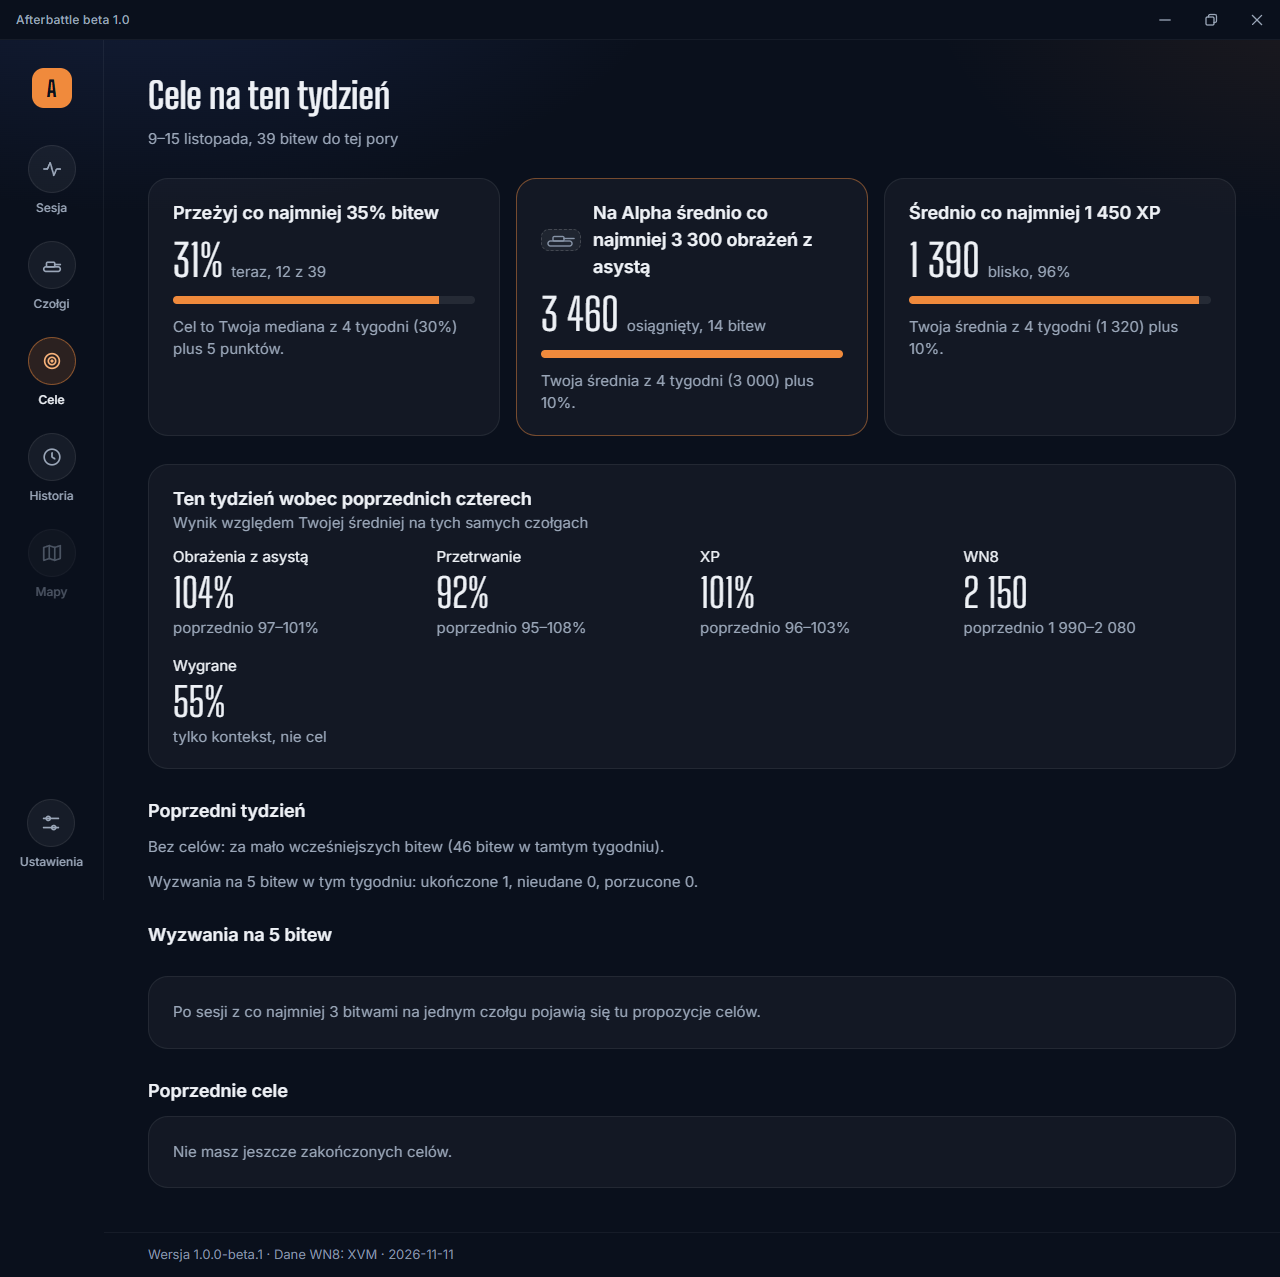 Afterbattle beta 1.0
A
Sesja
Czołgi
Cele
Historia
Mapy
Ustawienia
Cele na ten tydzień
9–15 listopada, 39 bitew do tej pory
Przeżyj co najmniej 35% bitew
31% teraz, 12 z 39
Cel to Twoja mediana z 4 tygodni (30%)
plus 5 punktów.
Na Alpha średnio co
najmniej 3 300 obrażeń z
asystą
3 460 osiągnięty, 14 bitew
Twoja średnia z 4 tygodni (3 000) plus
10%.
Średnio co najmniej 1 450 XP
1 390 blisko, 96%
Twoja średnia z 4 tygodni (1 320) plus
10%.
Ten tydzień wobec poprzednich czterech
Wynik względem Twojej średniej na tych samych czołgach
Obrażenia z asystą
104%
poprzednio 97–101%
Przetrwanie
92%
poprzednio 95–108%
XP
101%
poprzednio 96–103%
WN8
2 150
poprzednio 1 990–2 080
Wygrane
55%
tylko kontekst, nie cel
Poprzedni tydzień
Bez celów: za mało wcześniejszych bitew (46 bitew w tamtym tygodniu).
Wyzwania na 5 bitew w tym tygodniu: ukończone 1, nieudane 0, porzucone 0.
Wyzwania na 5 bitew
Po sesji z co najmniej 3 bitwami na jednym czołgu pojawią się tu propozycje celów.
Poprzednie cele
Nie masz jeszcze zakończonych celów.
Wersja 1.0.0-beta.1 · Dane WN8: XVM · 2026-11-11